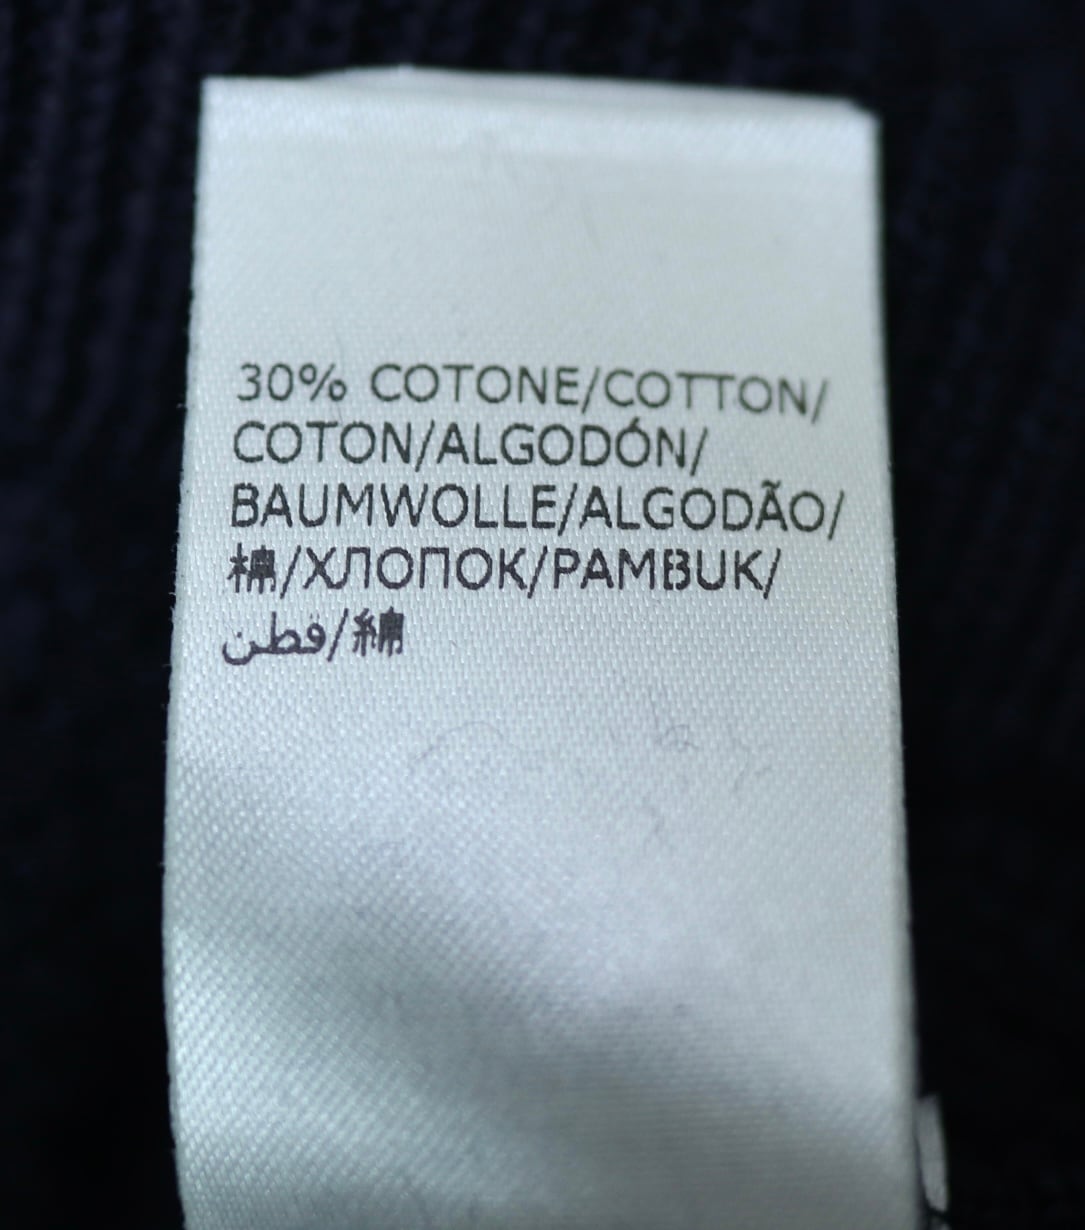 30% COTONE/COTTON/
COTON/ALGODÓN/
BAUMWOLLE/ALGODÃO/
棉/ХЛОПОК/PAMBUK/
قطن/綿